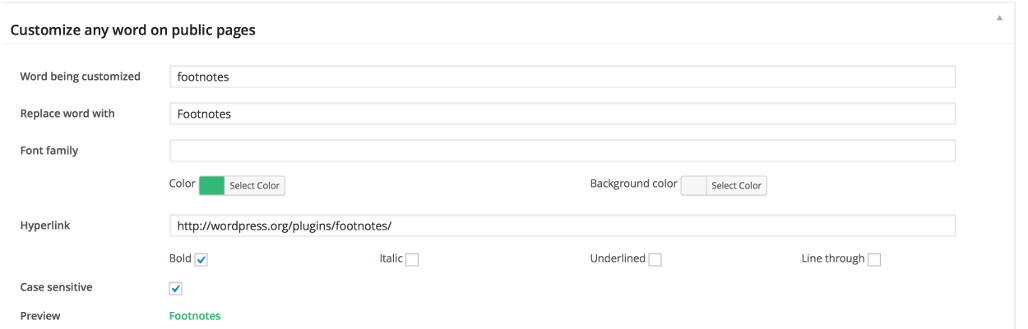 Customize any word on public pages
Word being customized footnotes
Replace word with Footnotes
Font family
Color Select Color Background color Select Color
Hyperlink http://wordpress.org/plugins/footnotes/
Bold Italic Underlined Line through
Case sensitive
Preview Footnotes